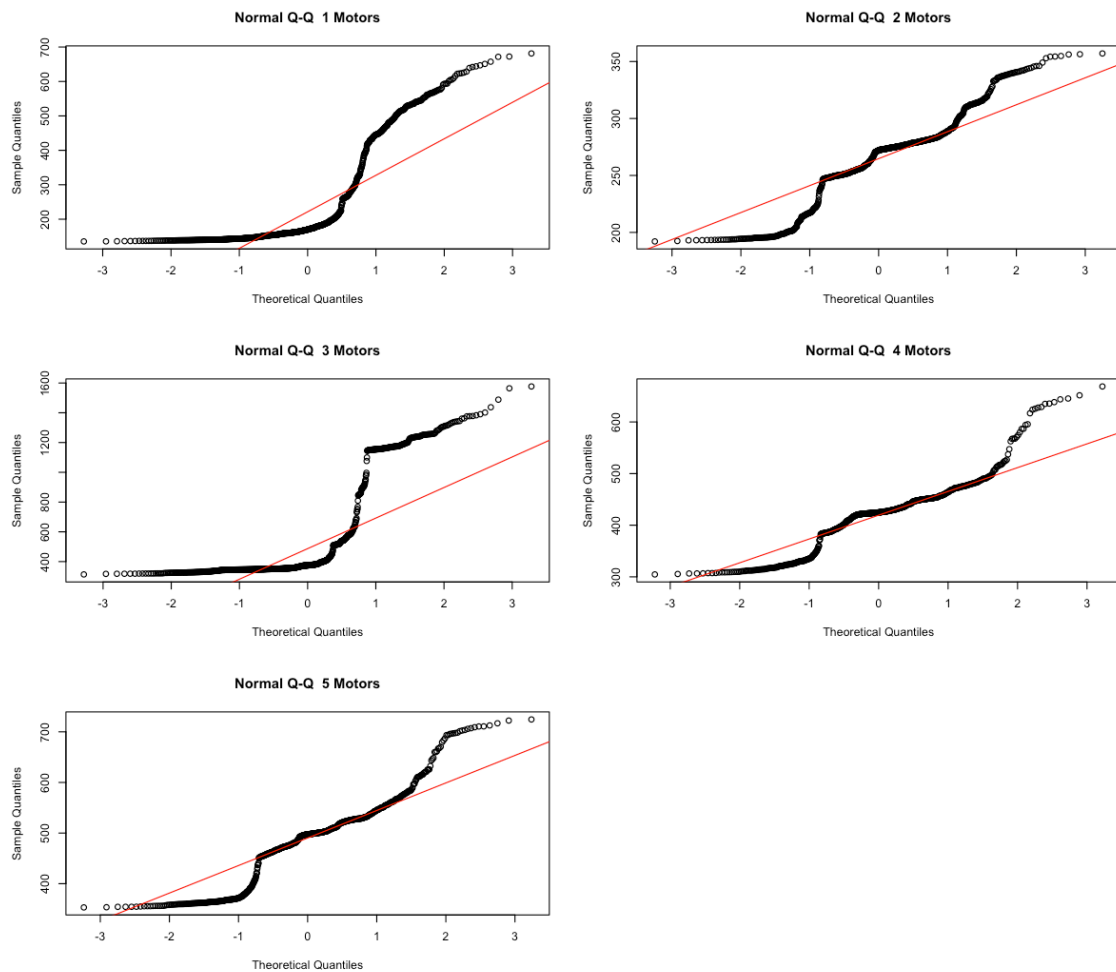 Normal Q-Q  1 Motors
Sample Quantiles
700
600
500
400
300
200
-3 -2 -1 0 1 2 3
Theoretical Quantiles
Normal Q-Q  2 Motors
Sample Quantiles
350
300
250
200
-3 -2 -1 0 1 2 3
Theoretical Quantiles
Normal Q-Q  3 Motors
Sample Quantiles
1600
1200
800
600
400
-3 -2 -1 0 1 2 3
Theoretical Quantiles
Normal Q-Q  4 Motors
Sample Quantiles
600
500
400
300
-3 -2 -1 0 1 2 3
Theoretical Quantiles
Normal Q-Q  5 Motors
Sample Quantiles
700
600
500
400
-3 -2 -1 0 1 2 3
Theoretical Quantiles